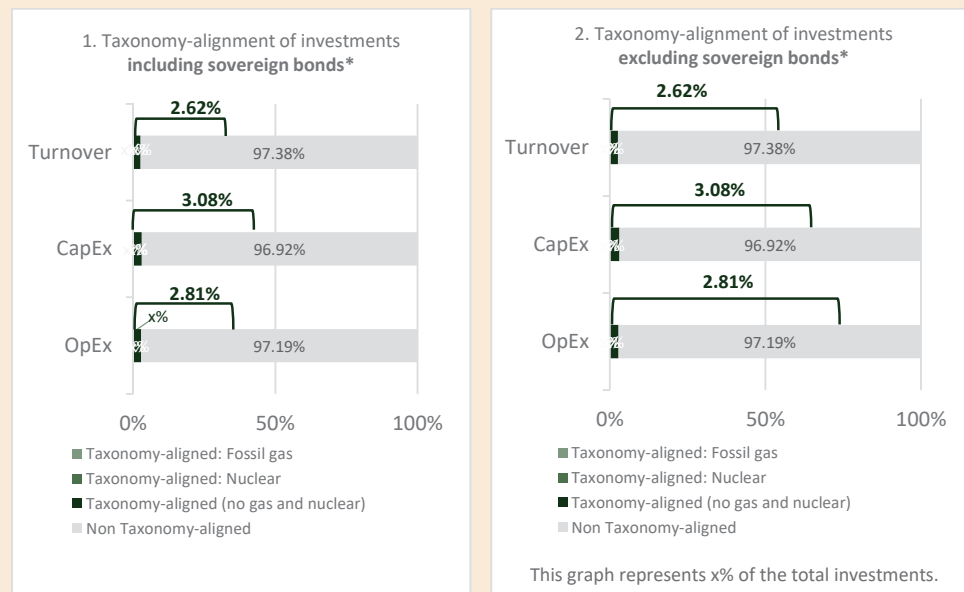 1. Taxonomy-alignment of investments
including sovereign bonds*
2.62%
Turnover
97.38%
3.08%
CapEx
96.92%
2.81%
x%
OpEx
97.19%
0% 50% 100%
Taxonomy-aligned: Fossil gas
Taxonomy-aligned: Nuclear
Taxonomy-aligned (no gas and nuclear)
Non Taxonomy-aligned
2. Taxonomy-alignment of investments
excluding sovereign bonds*
2.62%
Turnover
97.38%
3.08%
CapEx
96.92%
2.81%
OpEx
97.19%
0% 50% 100%
Taxonomy-aligned: Fossil gas
Taxonomy-aligned: Nuclear
Taxonomy-aligned (no gas and nuclear)
Non Taxonomy-aligned
This graph represents x% of the total investments.